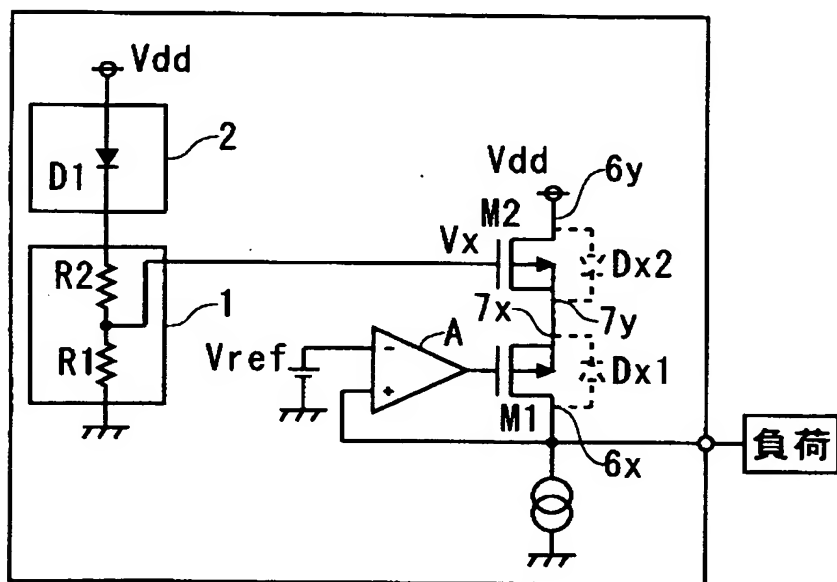 Vdd
2
D1
Vdd
6y
M2
Vx
Dx2
R2
1
7x
7y
A
R1
Vref
-
+
M1
Dx1
6x
負荷